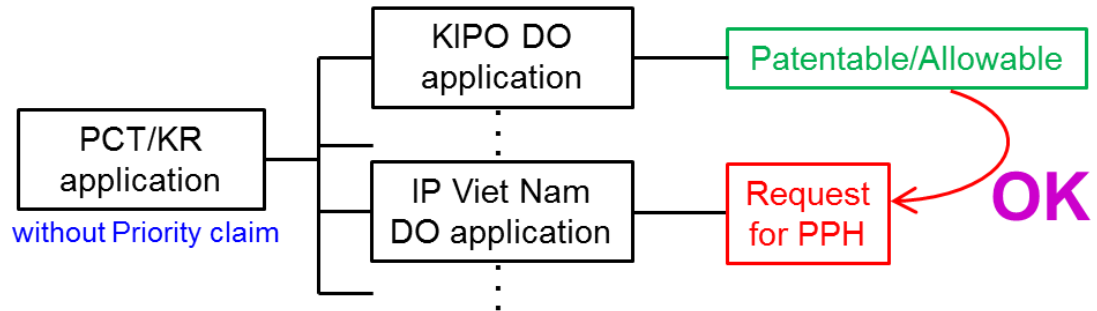 KIPO DO
application
Patentable/Allowable
PCT/KR
application
without Priority claim
IP Viet Nam
DO application
Request
for PPH
OK